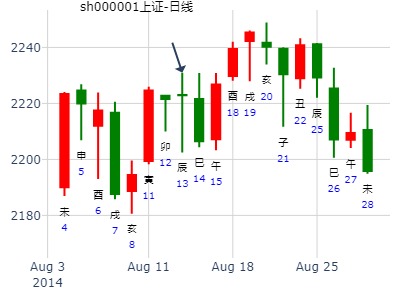 sh000001上证-日线
2240
2220
2200
2180
未
4
申
5
酉
6
戌
7
亥
8
寅
11
卯
12
辰
13
巳
14
午
15
酉
18
戌
19
亥
20
子
21
丑
22
辰
25
巳
26
午
27
未
28
Aug 3
2014
Aug 11
Aug 18
Aug 25